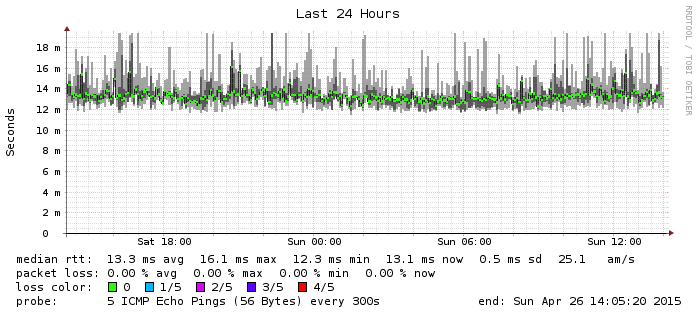 Last 24 Hours
RRDTOOL / TOBI OETIKER
Seconds
18 m
16 m
14 m
12 m
10 m
8 m
6 m
4 m
2 m
0
Sat 18:00 Sun 00:00 Sun 06:00 Sun 12:00
median rtt: 13.3 ms avg 16.1 ms max 12.3 ms min 13.1 ms now 0.5 ms sd 25.1 am/s
packet loss: 0.00 % avg 0.00 % max 0.00 % min 0.00 % now
loss color: 0 1/5 2/5 3/5 4/5
probe: 5 ICMP Echo Pings (56 Bytes) every 300s end: Sun Apr 26 14:05:20 2015